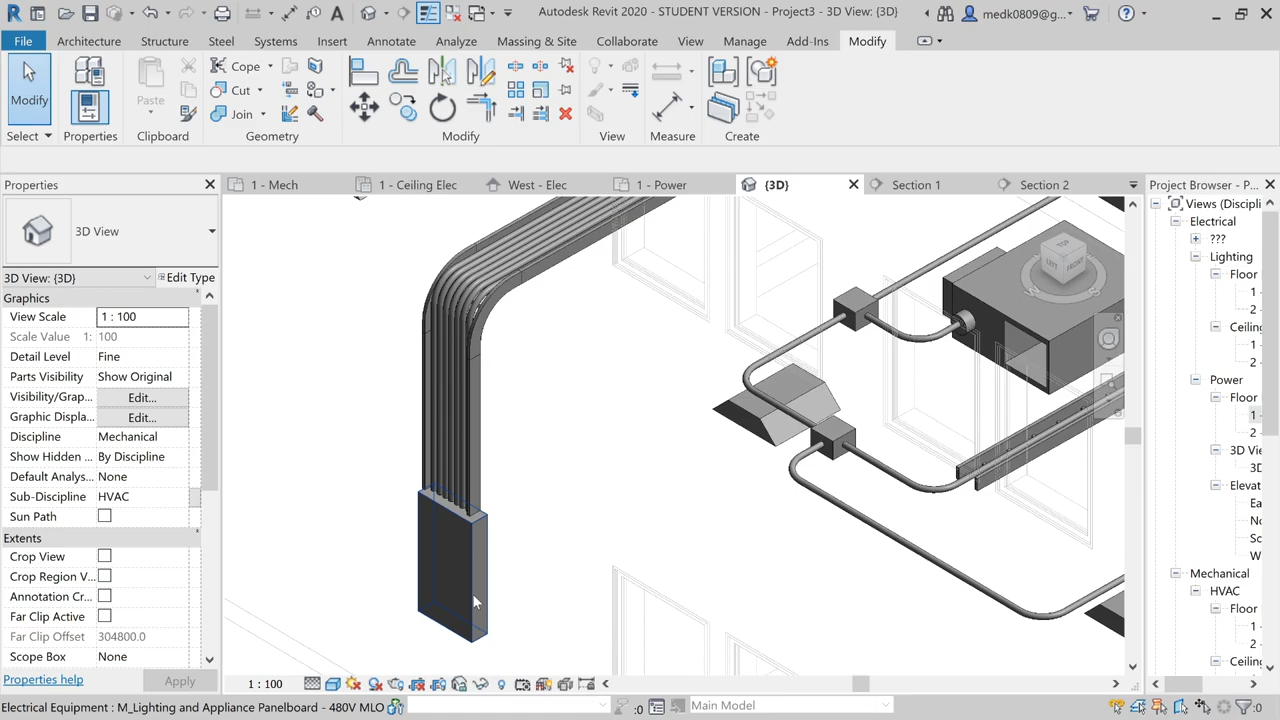 Autodesk Revit 2020 - STUDENT VERSION - Project3 - 3D View: {3D}
medk0809@g...
File Architecture Structure Steel Systems Insert Annotate Analyze Massing & Site Collaborate View Manage Add-Ins Modify
Modify
Properties
Paste
Cope
Cut
Join
Select Properties Clipboard Geometry Modify View Measure Create
Properties
1 - Mech
1 - Ceiling Elec
West - Elec
1 - Power
{3D}
Section 1
Section 2
Project Browser - P...
3D View
3D View: {3D} Edit Type
Graphics
View Scale 1 : 100
Scale Value 1: 100
Detail Level Fine
Parts Visibility Show Original
Visibility/Grap... Edit...
Graphic Displa... Edit...
Discipline Mechanical
Show Hidden ... By Discipline
Default Analys... None
Sub-Discipline HVAC
Sun Path
Extents
Crop View
Crop Region V...
Annotation Cr...
Far Clip Active
Far Clip Offset 304800.0
Scope Box None
Properties help Apply
TOP
LEFT FRONT
W S
Views (Discipli
Electrical
???
Lighting
Floor
1 -
2 -
Ceiling
1 -
2 -
Power
Floor
1 -
2 -
3D Vie
3D
Elevat
Ea
No
So
W
Mechanical
HVAC
Floor
1 -
2 -
Ceilin
1 : 100
Electrical Equipment : M_Lighting and Appliance Panelboard - 480V MLO
:0
Main Model
:0